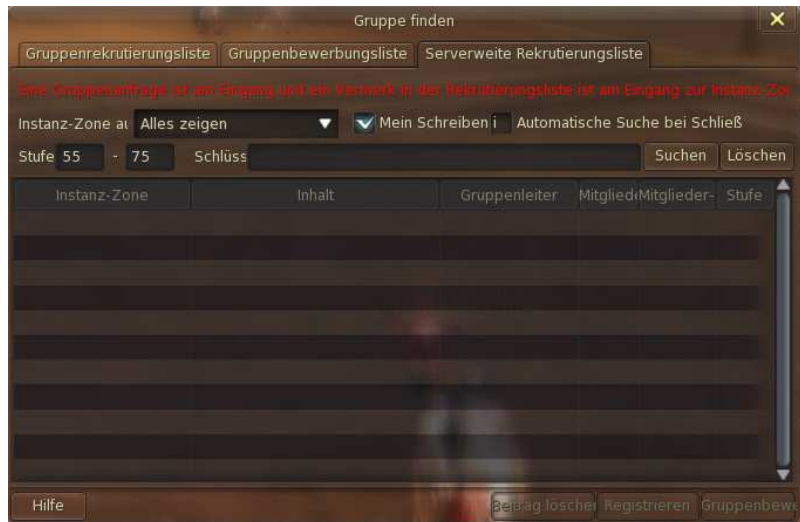 Gruppe finden
Gruppenrekrutierungsliste Gruppenbewerbungsliste Serverweite Rekrutierungsliste
Eine Gruppenanfrage ist am Eingang und ein Vermerk in der Rekrutierungsliste ist am Eingang zur Instanz-Zo
Instanz-Zone au Alles zeigen Mein Schreiben i Automatische Suche bei Schließ
Stufe 55 - 75 Schlüss Suchen Löschen
Instanz-Zone Inhalt Gruppenleiter Mitglied Mitglieder- Stufe
Hilfe Beitrag löschen Registrieren Gruppenbewe